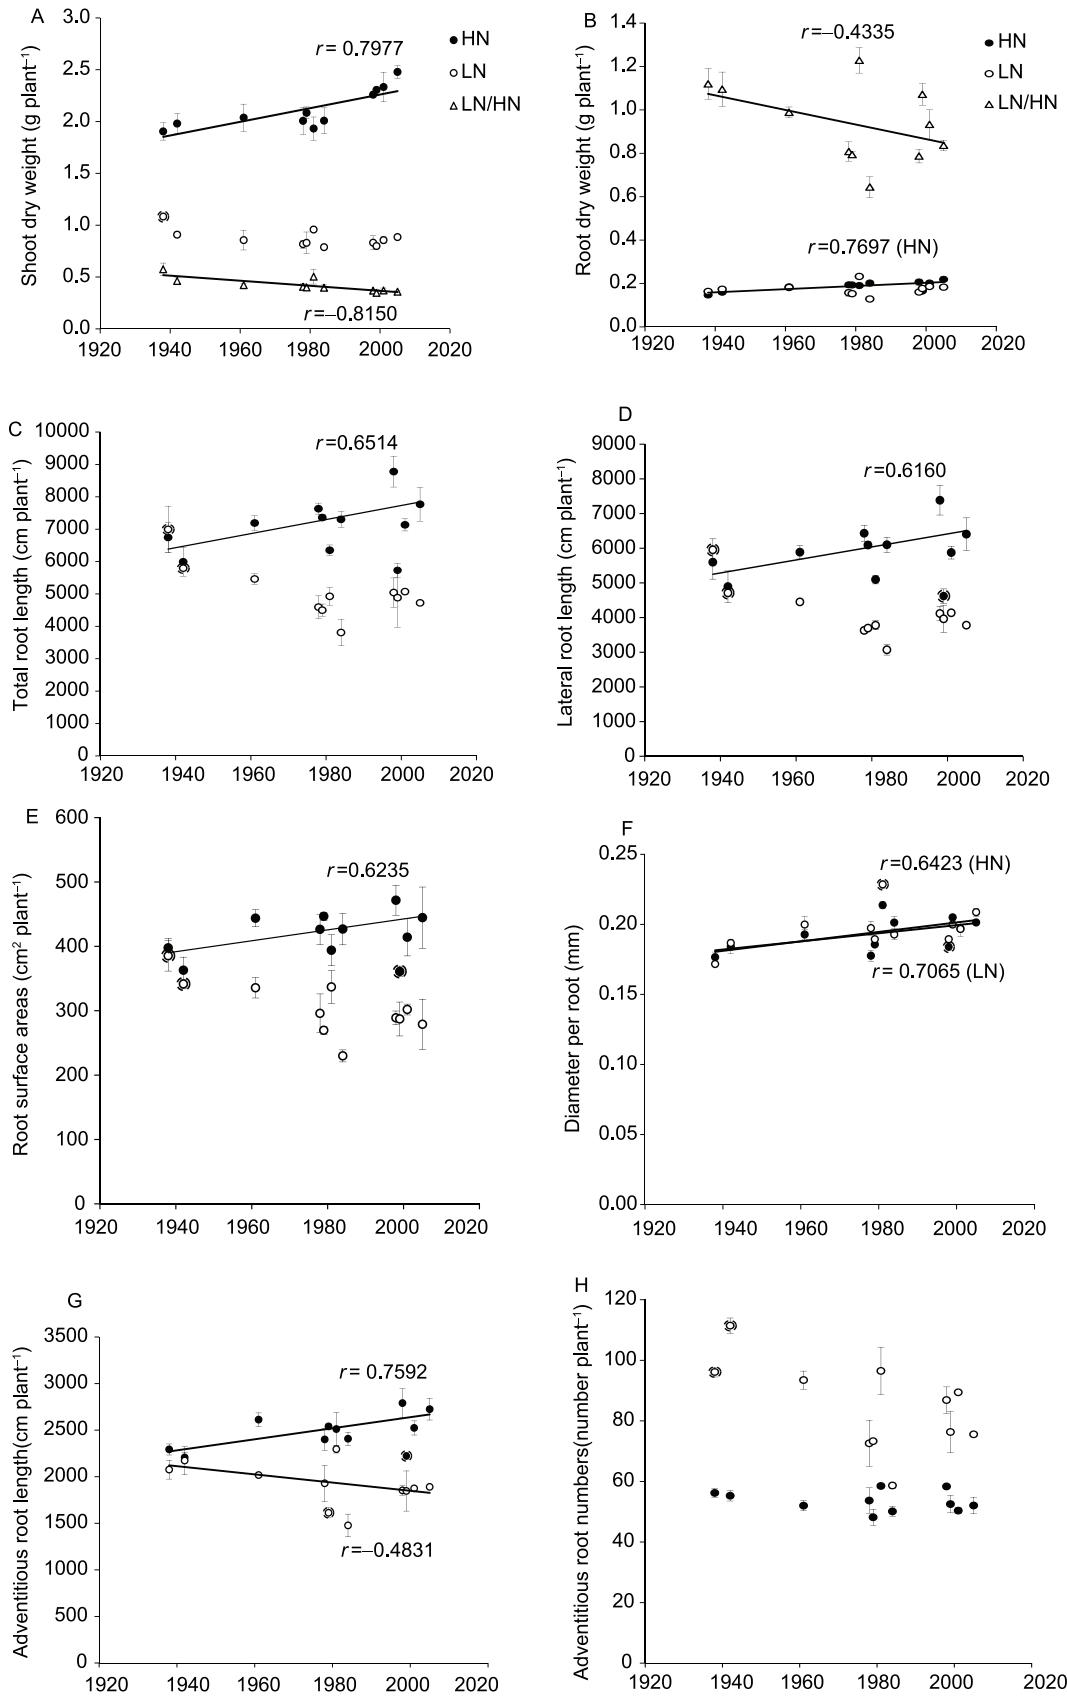 A
Shoot dry weight (g plant⁻¹)
3.0
2.5
2.0
1.5
1.0
0.5
0.0
r= 0.7977
r=–0.8150
HN
LN
LN/HN
1920 1940 1960 1980 2000 2020
B
Root dry weight (g plant⁻¹)
1.4
1.2
1.0
0.8
0.6
0.4
0.2
0.0
r=–0.4335
r=0.7697 (HN)
HN
LN
LN/HN
1920 1940 1960 1980 2000 2020
C
Total root length (cm plant⁻¹)
10000
9000
8000
7000
6000
5000
4000
3000
2000
1000
0
r=0.6514
1920 1940 1960 1980 2000 2020
D
Lateral root length (cm plant⁻¹)
9000
8000
7000
6000
5000
4000
3000
2000
1000
0
r=0.6160
1920 1940 1960 1980 2000 2020
E
Root surface areas (cm² plant⁻¹)
600
500
400
300
200
100
0
r=0.6235
1920 1940 1960 1980 2000 2020
F
Diameter per root (mm)
0.25
0.20
0.15
0.10
0.05
0.00
r=0.6423 (HN)
r= 0.7065 (LN)
1920 1940 1960 1980 2000 2020
G
Adventitious root length(cm plant⁻¹)
3500
3000
2500
2000
1500
1000
500
0
r= 0.7592
r=–0.4831
1920 1940 1960 1980 2000 2020
H
Adventitious root numbers(number plant⁻¹)
120
100
80
60
40
20
0
1920 1940 1960 1980 2000 2020